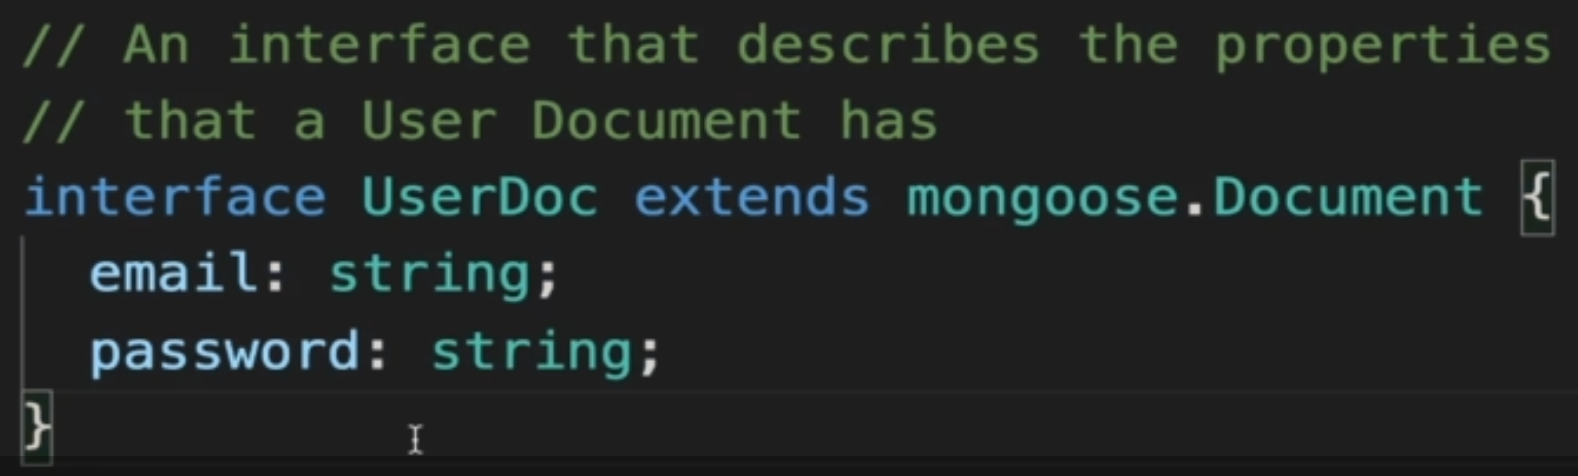 // An interface that describes the properties
// that a User Document has
interface UserDoc extends mongoose.Document {
  email: string;
  password: string;
}